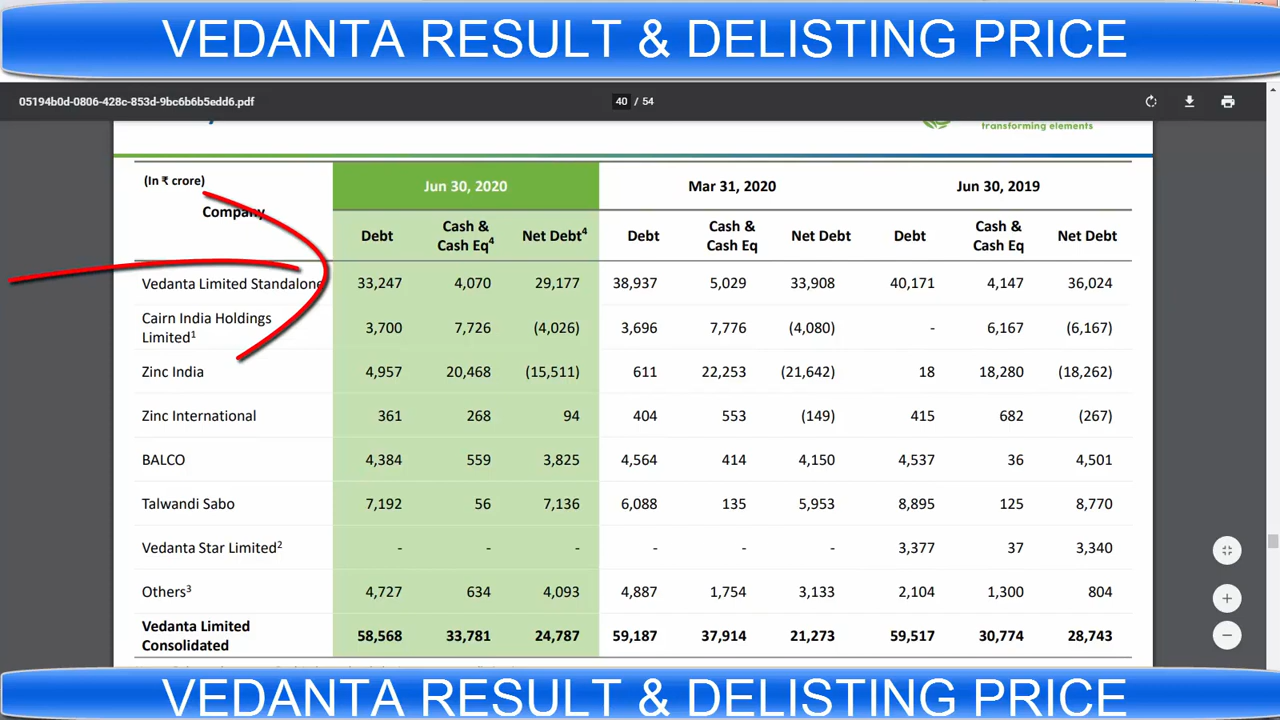 VEDANTA RESULT & DELISTING PRICE
05194b0d-0806-428c-853d-9bc6b6b5edd6.pdf 40 / 54
transforming elements
(In ₹ crore) Jun 30, 2020 Mar 31, 2020 Jun 30, 2019
Company Debt Cash & Cash Eq4 Net Debt4 Debt Cash & Cash Eq Net Debt Debt Cash & Cash Eq Net Debt
Vedanta Limited Standalone 33,247 4,070 29,177 38,937 5,029 33,908 40,171 4,147 36,024
Cairn India Holdings Limited1 3,700 7,726 (4,026) 3,696 7,776 (4,080) - 6,167 (6,167)
Zinc India 4,957 20,468 (15,511) 611 22,253 (21,642) 18 18,280 (18,262)
Zinc International 361 268 94 404 553 (149) 415 682 (267)
BALCO 4,384 559 3,825 4,564 414 4,150 4,537 36 4,501
Talwandi Sabo 7,192 56 7,136 6,088 135 5,953 8,895 125 8,770
Vedanta Star Limited2 - - - - - - 3,377 37 3,340
Others3 4,727 634 4,093 4,887 1,754 3,133 2,104 1,300 804
Vedanta Limited Consolidated 58,568 33,781 24,787 59,187 37,914 21,273 59,517 30,774 28,743
VEDANTA RESULT & DELISTING PRICE